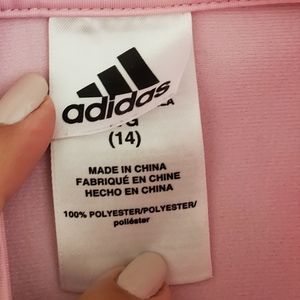 adidas
(14)
MADE IN CHINA
FABRIQUÉ EN CHINE
HECHO EN CHINA
100% POLYESTER/POLYESTER/
poliéster